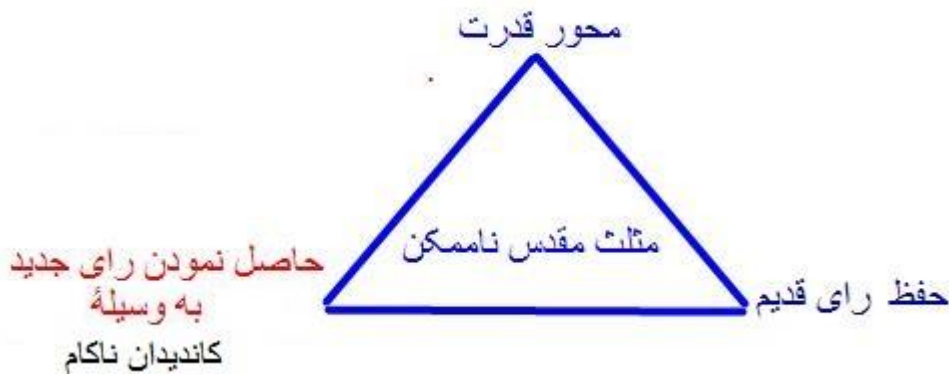 محور قدرت
مثلث مقدس ناممکن
حاصل نمودن رای جدید
به وسیلهٔ
کاندیدان ناکام
حفظ رای قدیم